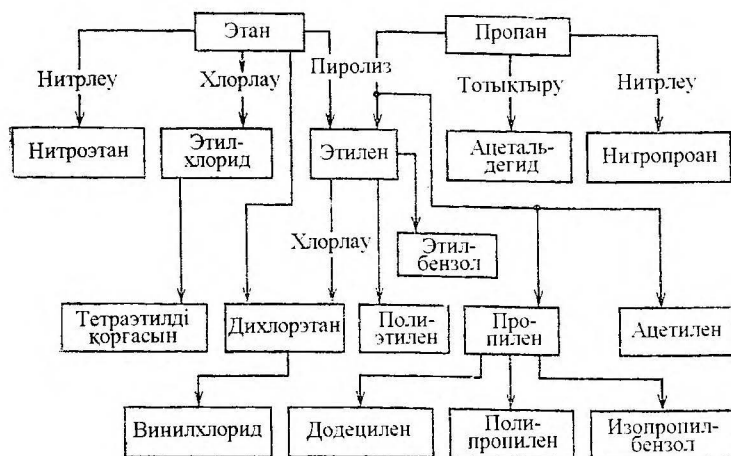 Этан
Пропан
Нитрлеу
Хлорлау
Пиролиз
Тотықтыру
Нитрлеу
Нитроэтан
Этил-
хлорид
Этилен
Ацеталь-
дегид
Нитропроан
Хлорлау
Этил-
бензол
Тетраэтилді
қорғасын
Дихлорэтан
Поли-
этилен
Про-
пилен
Ацетилен
Винилхлорид
Додецилен
Поли-
пропилен
Изопропил-
бензол